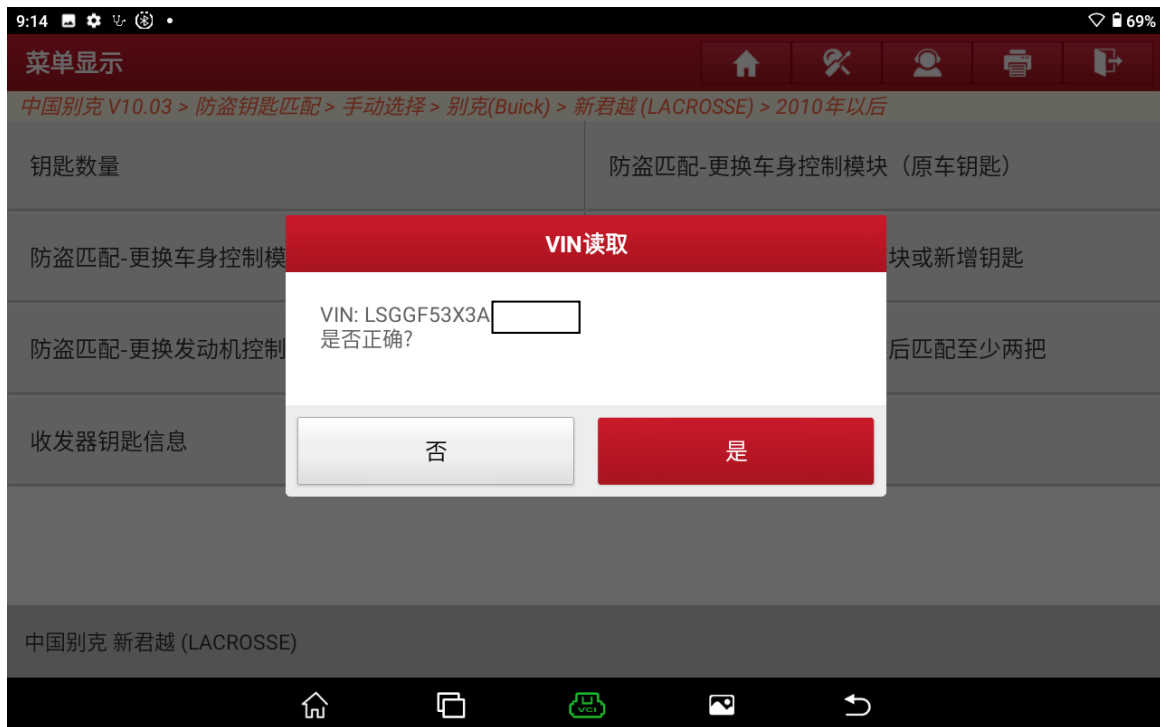 9:14
69%
菜单显示
中国别克 V10.03 > 防盗钥匙匹配 > 手动选择 > 别克(Buick) > 新君越 (LACROSSE) > 2010年以后
钥匙数量
防盗匹配-更换车身控制模块（原车钥匙）
防盗匹配-更换车身控制模
块或新增钥匙
防盗匹配-更换发动机控制
后匹配至少两把
收发器钥匙信息
VIN读取
VIN: LSGGF53X3A
是否正确?
否
是
中国别克 新君越 (LACROSSE)
VCI